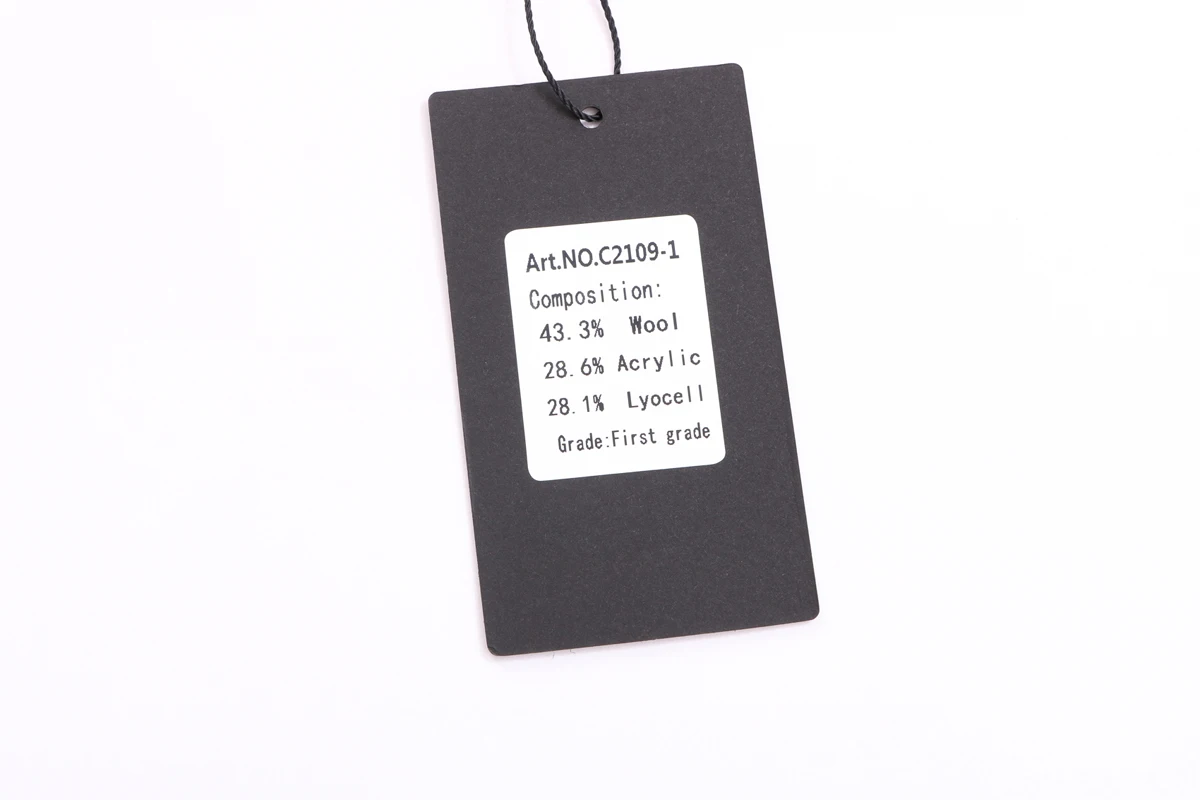 Art.NO.C2109-1
Composition:
43.3% Wool
28.6% Acrylic
28.1% Lyocell
Grade:First grade